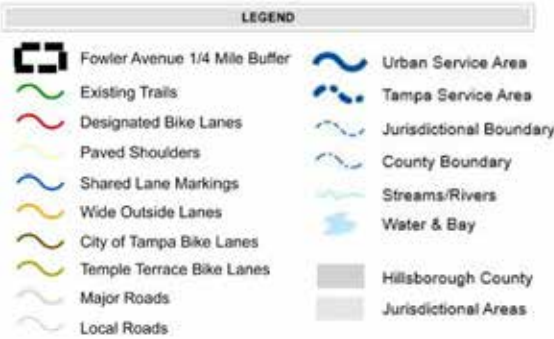 LEGEND
Fowler Avenue 1/4 Mile Buffer
Existing Trails
Designated Bike Lanes
Paved Shoulders
Shared Lane Markings
Wide Outside Lanes
City of Tampa Bike Lanes
Temple Terrace Bike Lanes
Major Roads
Local Roads
Urban Service Area
Tampa Service Area
Jurisdictional Boundary
County Boundary
Streams/Rivers
Water & Bay
Hillsborough County
Jurisdictional Areas